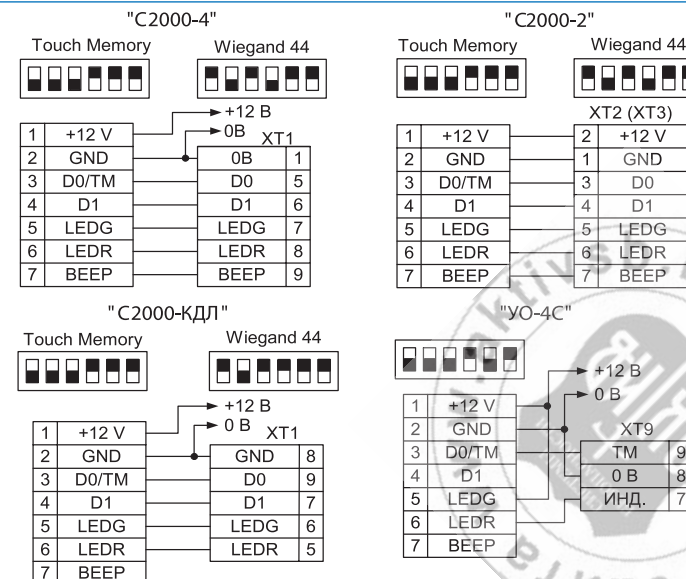 "С2000-4"
Touch Memory Wiegand 44
+12 В
0В XT1
1 +12 V
2 GND 0В 1
3 D0/TM D0 5
4 D1 D1 6
5 LEDG LEDG 7
6 LEDR LEDR 8
7 BEEP BEEP 9
"С2000-2"
Touch Memory Wiegand 44
XT2 (XT3)
1 +12 V 2 +12 V
2 GND 1 GND
3 D0/TM 3 D0
4 D1 4 D1
5 LEDG 5 LEDG
6 LEDR 6 LEDR
7 BEEP 7 BEEP
"С2000-КДЛ"
Touch Memory Wiegand 44
+12 В
0 В XT1
1 +12 V
2 GND GND 8
3 D0/TM D0 9
4 D1 D1 7
5 LEDG LEDG 6
6 LEDR LEDR 5
7 BEEP
"УО-4С"
+12 В
0 В
1 +12 V
2 GND XT9
3 D0/TM TM 9
4 D1 0 В 8
5 LEDG ИНД. 7
6 LEDR
7 BEEP